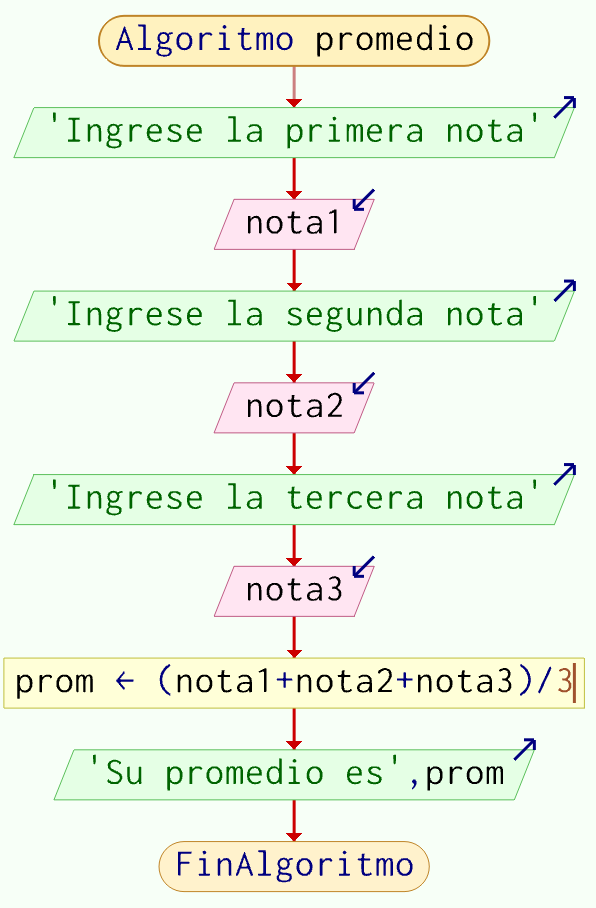 Algoritmo promedio
'Ingrese la primera nota'
nota1
'Ingrese la segunda nota'
nota2
'Ingrese la tercera nota'
nota3
prom ← (nota1+nota2+nota3)/3
'Su promedio es',prom
FinAlgoritmo